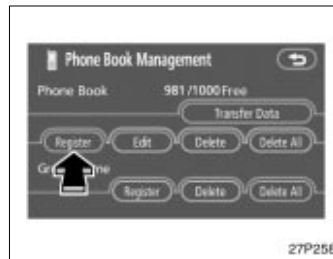 Phone Book Management
Phone Book 981/1000 Free
Transfer Data
Register Edit Delete Delete All
Register Delete Delete All
27P258